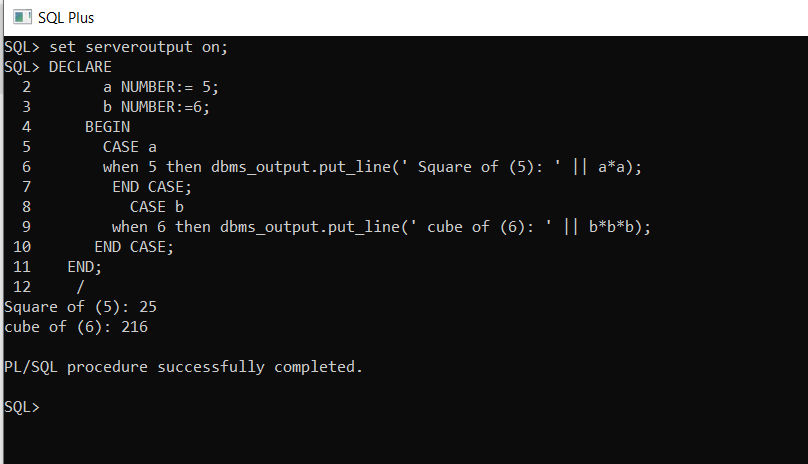 SQL Plus
SQL> set serveroutput on;
SQL> DECLARE
  2        a NUMBER:= 5;
  3        b NUMBER:=6;
  4      BEGIN
  5        CASE a
  6        when 5 then dbms_output.put_line(' Square of (5): ' || a*a);
  7         END CASE;
  8           CASE b
  9         when 6 then dbms_output.put_line(' cube of (6): ' || b*b*b);
 10       END CASE;
 11    END;
 12     /
Square of (5): 25
cube of (6): 216
PL/SQL procedure successfully completed.
SQL>